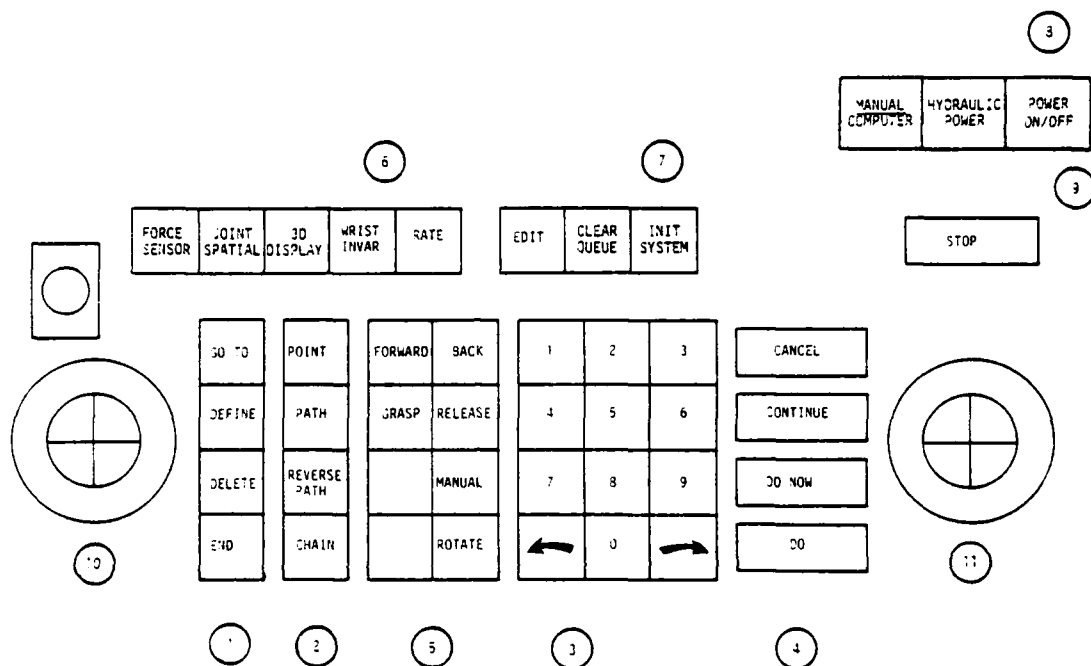 8
MANUAL
COMPUTER
HYDRAULIC
POWER
POWER
ON/OFF
6
7
9
FORCE
SENSOR
JOINT
SPATIAL
3D
DISPLAY
WRIST
INVAR
RATE
EDIT
CLEAR
QUEUE
INIT
SYSTEM
STOP
GO TO
POINT
FORWARD
BACK
1
2
3
CANCEL
DEFINE
PATH
GRASP
RELEASE
4
5
6
CONTINUE
DELETE
REVERSE
PATH
MANUAL
7
8
9
DO NOW
END
CHAIN
ROTATE
0
DO
10
11
1
2
5
3
4